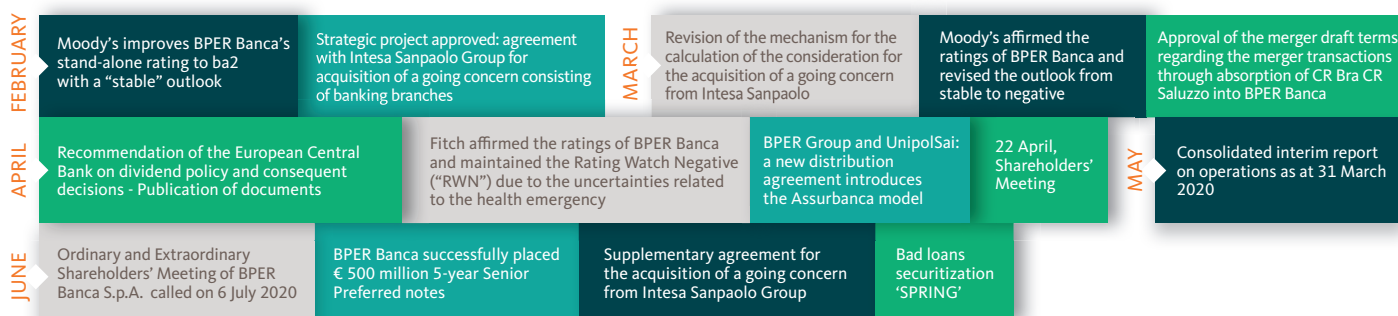 FEBRUARY
Moody’s improves BPER Banca’s
stand-alone rating to ba2
with a “stable” outlook
Strategic project approved: agreement
with Intesa Sanpaolo Group for
acquisition of a going concern consisting
of banking branches
MARCH
Revision of the mechanism for the
calculation of the consideration for
the acquisition of a going concern
from Intesa Sanpaolo
Moody’s affirmed the
ratings of BPER Banca and
revised the outlook from
stable to negative
Approval of the merger draft terms
regarding the merger transactions
through absorption of CR Bra CR
Saluzzo into BPER Banca
APRIL
Recommendation of the European Central
Bank on dividend policy and consequent
decisions - Publication of documents
Fitch affirmed the ratings of BPER Banca
and maintained the Rating Watch Negative
(“RWN”) due to the uncertainties related
to the health emergency
BPER Group and UnipolSai:
a new distribution
agreement introduces
the Assurbanca model
22 April,
Shareholders’
Meeting
MAY
Consolidated interim report
on operations as at 31 March
2020
JUNE
Ordinary and Extraordinary
Shareholders’ Meeting of BPER
Banca S.p.A. called on 6 July 2020
BPER Banca successfully placed
€ 500 million 5-year Senior
Preferred notes
Supplementary agreement for
the acquisition of a going concern
from Intesa Sanpaolo Group
Bad loans
securitization
‘SPRING’